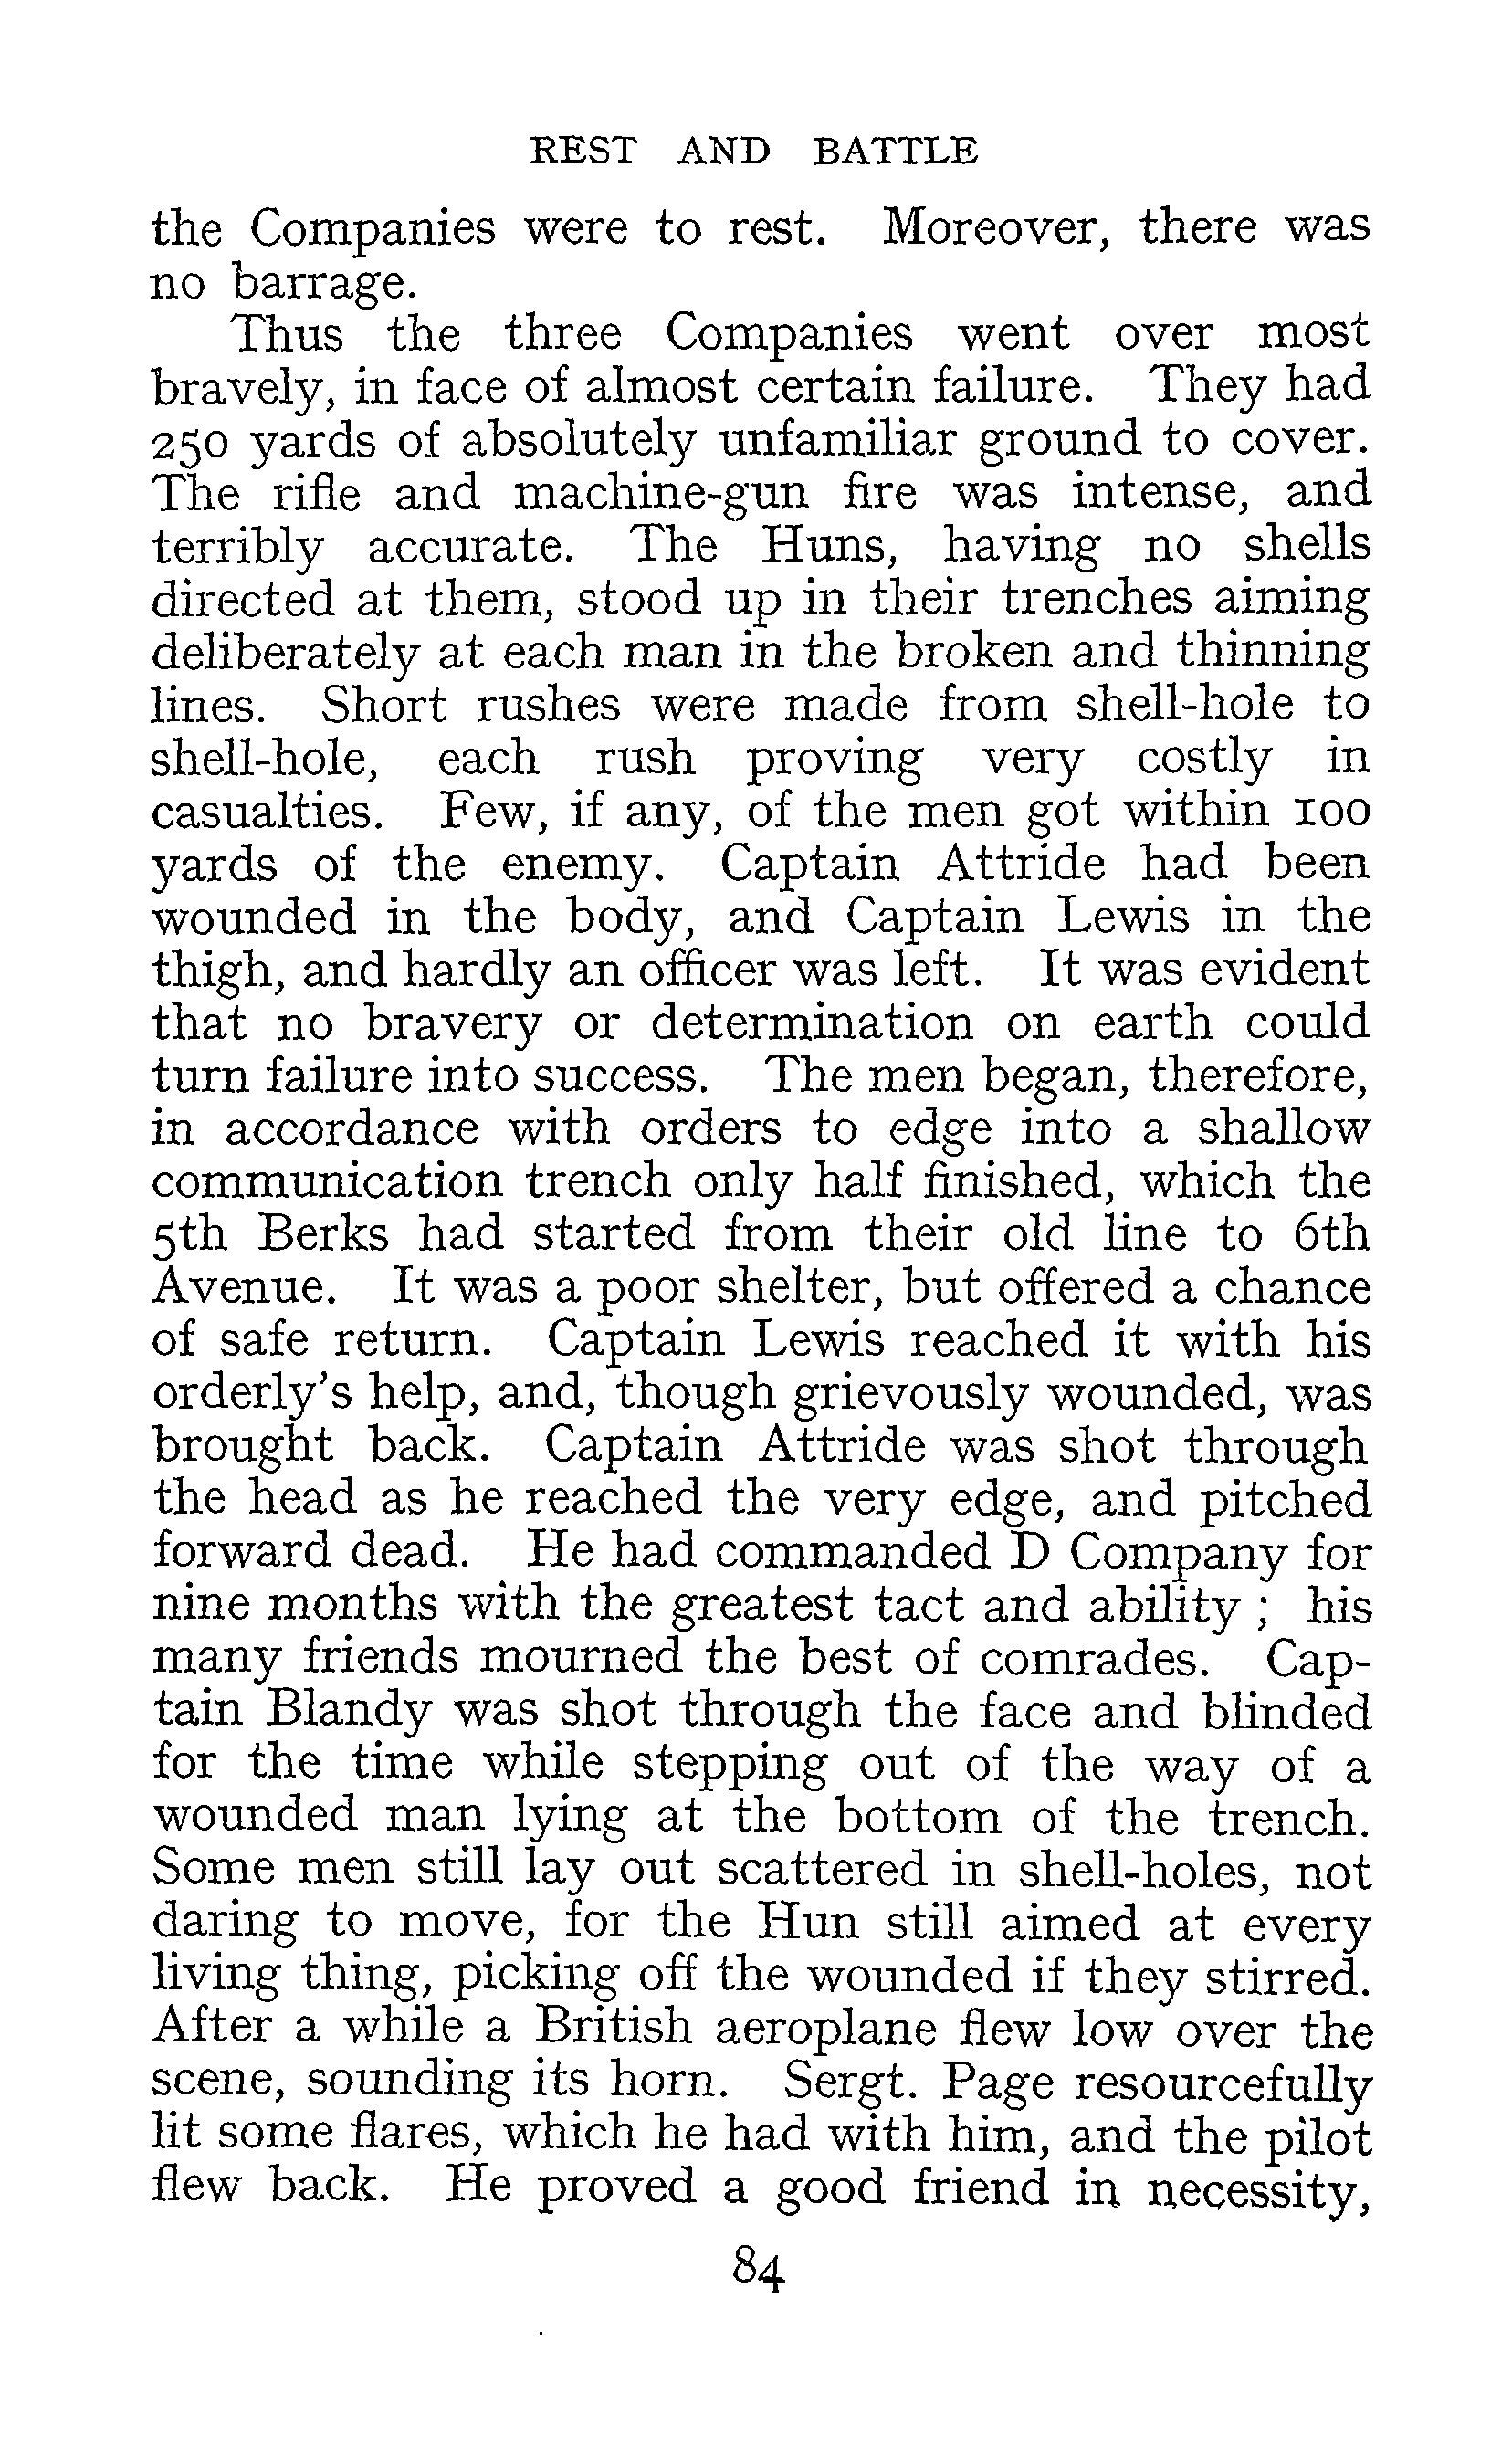 REST AND BATTLE
the Companies were to rest. Moreover, there was
no barrage.
Thus the three Companies went over most
bravely, in face of almost certain failure. They had
250 yards of absolutely unfamiliar ground to cover.
The rifle and machine-gun fire was intense, and
terribly accurate. The Huns, having no shells
directed at them, stood up in their trenches aiming
deliberately at each man in the broken and thinning
lines. Short rushes were made from shell-hole to
shell-hole, each rush proving very costly in
casualties. Few, if any, of the men got within 100
yards of the enemy. Captain Attride had been
wounded in the body, and Captain Lewis in the
thigh, and hardly an officer was left. It was evident
that no bravery or determination on earth could
turn failure into success. The men began, therefore,
in accordance with orders to edge into a shallow
communication trench only half finished, which the
5th Berks had started from their old line to 6th
Avenue. It was a poor shelter, but offered a chance
of safe return. Captain Lewis reached it with his
orderly's help, and, though grievously wounded, was
brought back. Captain Attride was shot through
the head as he reached the very edge, and pitched
forward dead. He had commanded D Company for
nine months with the greatest tact and ability ; his
many friends mourned the best of comrades. Cap-
tain Blandy was shot through the face and blinded
for the time while stepping out of the way of a
wounded man lying at the bottom of the trench.
Some men still lay out scattered in shell-holes, not
daring to move, for the Hun still aimed at every
living thing, picking off the wounded if they stirred.
After a while a British aeroplane flew low over the
scene, sounding its horn. Sergt. Page resourcefully
lit some flares, which he had with him, and the pilot
flew back. He proved a good friend in necessity,
84